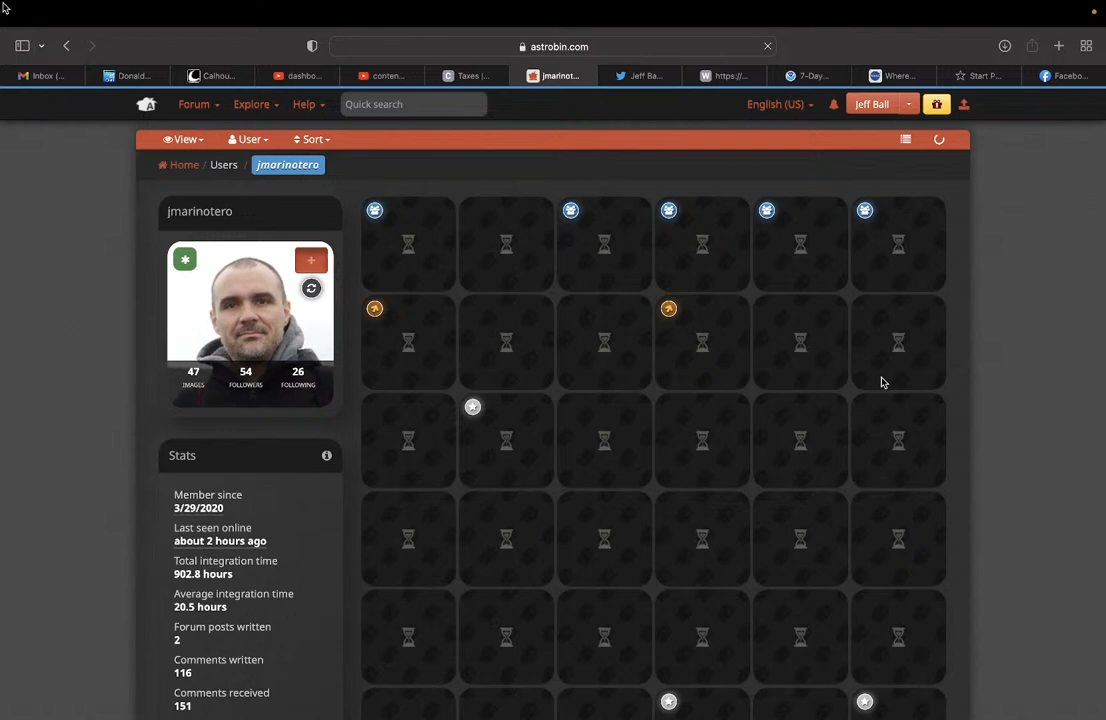 astrobin.com
Inbox (...
Donald...
Calhou...
dashbo...
conten...
Taxes |...
jmarinot...
Jeff Ba...
https:/...
7-Day...
Where...
Start P...
Facebo...
Forum Explore Help Quick search English (US) Jeff Ball
View User Sort
Home / Users / jmarinotero
jmarinotero
47 54 26
IMAGES FOLLOWERS FOLLOWING
Stats
Member since
3/29/2020
Last seen online
about 2 hours ago
Total integration time
902.8 hours
Average integration time
20.5 hours
Forum posts written
2
Comments written
116
Comments received
151